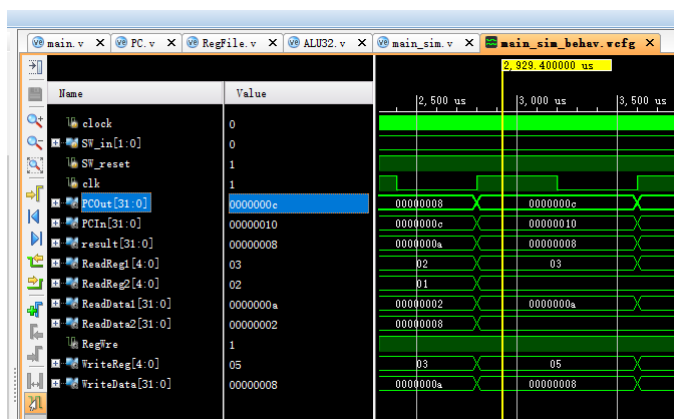 main.v PC.v RegFile.v ALU32.v main_sim.v main_sim_behav.wcfg
2,929.400000 us
Name Value 2,500 us 3,000 us 3,500 us
clock 0
SW_in[1:0] 0
SW_reset 1
clk 1
PCOut[31:0] 0000000c 00000008 0000000c
PCIn[31:0] 00000010 0000000c 00000010
result[31:0] 00000008 0000000a 00000008
ReadReg1[4:0] 03 02 03
ReadReg2[4:0] 02 01
ReadData1[31:0] 0000000a 00000002 0000000a
ReadData2[31:0] 00000002 00000008
RegWre 1
WriteReg[4:0] 05 03 05
WriteData[31:0] 00000008 0000000a 00000008